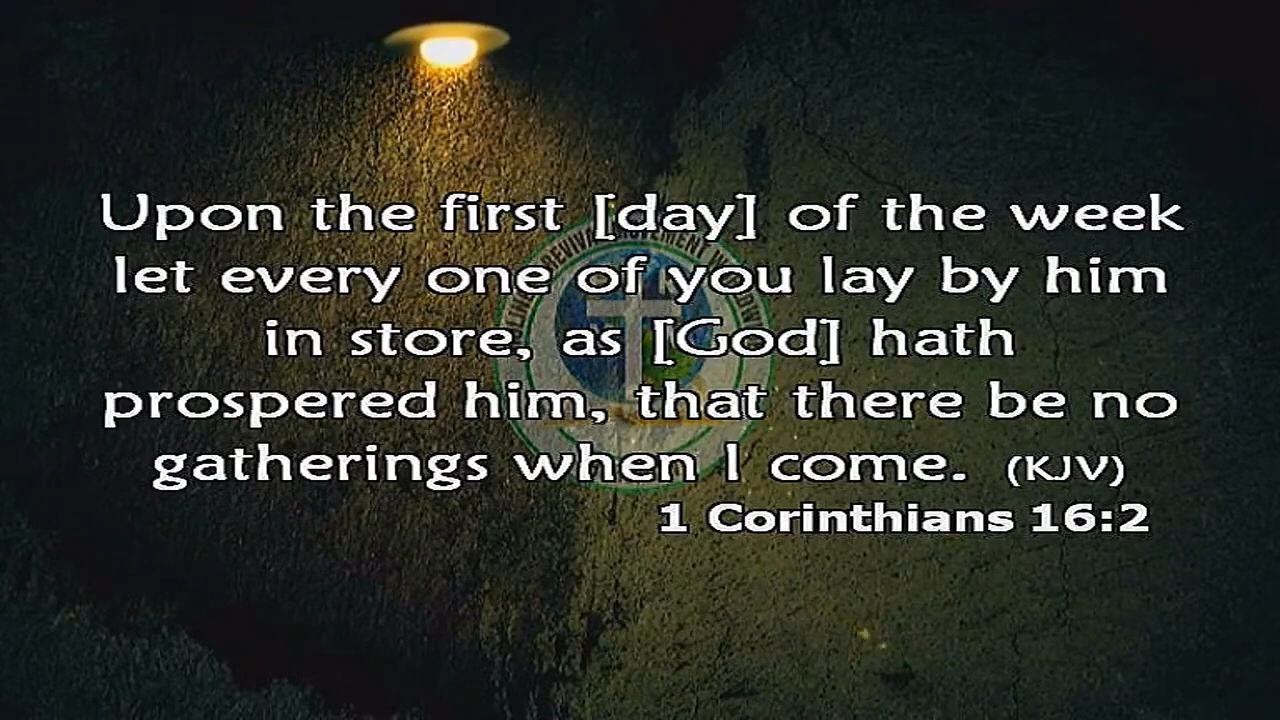 Upon the first [day] of the week
let every one of you lay by him
in store, as [God] hath
prospered him, that there be no
gatherings when I come. (KJV)
1 Corinthians 16:2